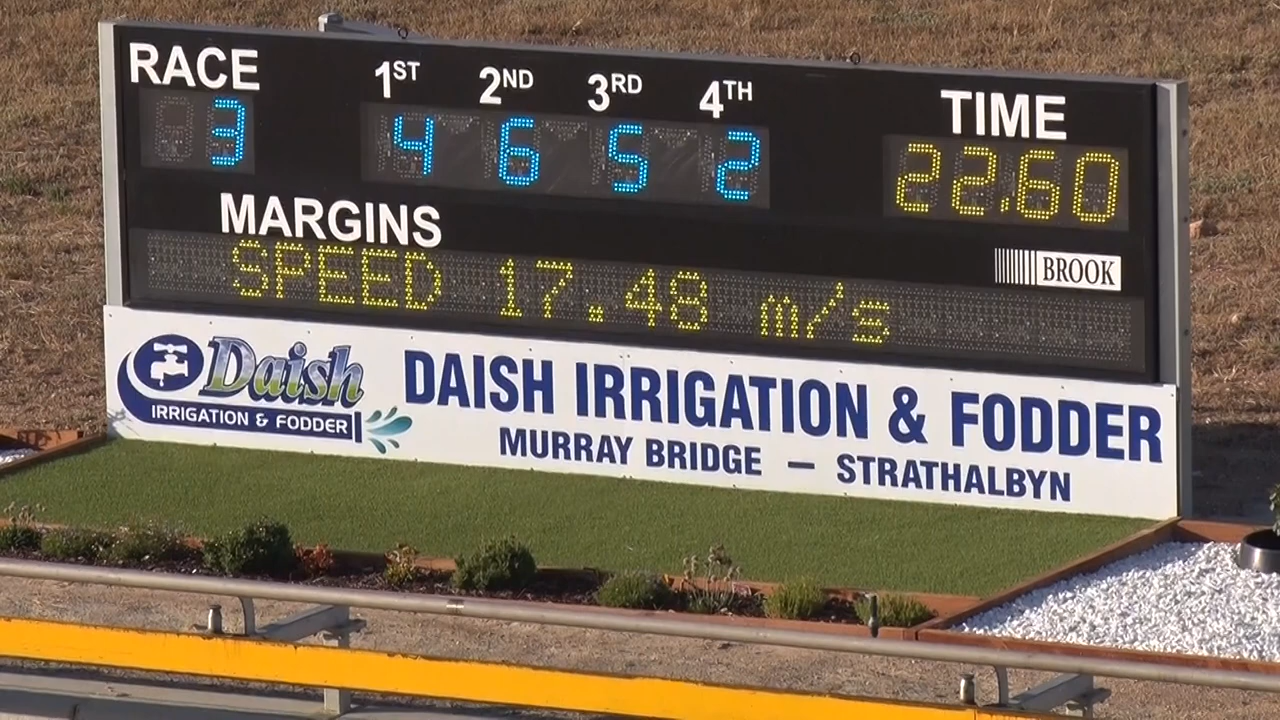 RACE 1ST 2ND 3RD 4TH TIME
3 4 6 5 2 22.60
MARGINS
BROOK
SPEED 17.48 m/s
Daish
IRRIGATION & FODDER
DAISH IRRIGATION & FODDER
MURRAY BRIDGE — STRATHALBYN